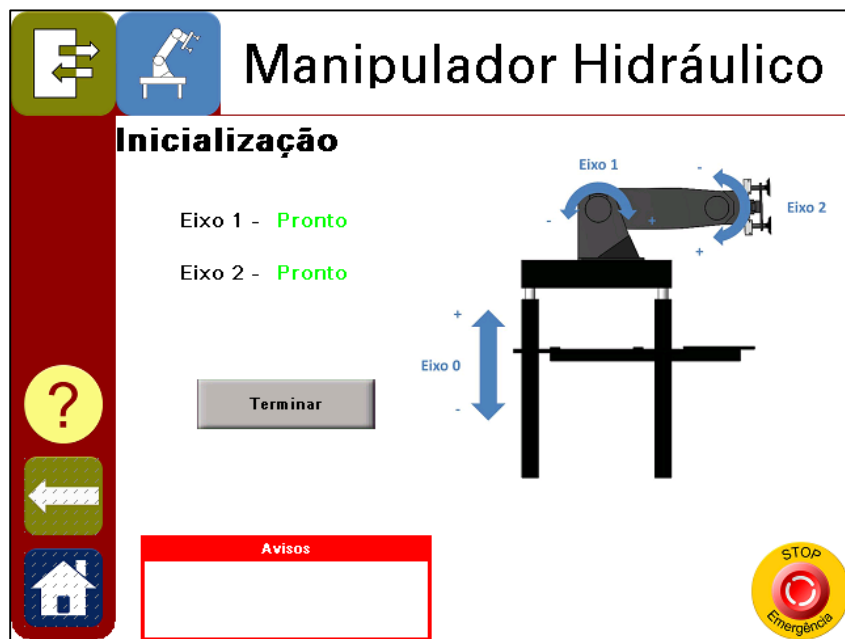 Manipulador Hidráulico
Inicialização
Eixo 1 - Pronto
Eixo 2 - Pronto
Terminar
Eixo 1
- +
-
Eixo 2
+
+
Eixo 0
-
?
Avisos
STOP
Emergência